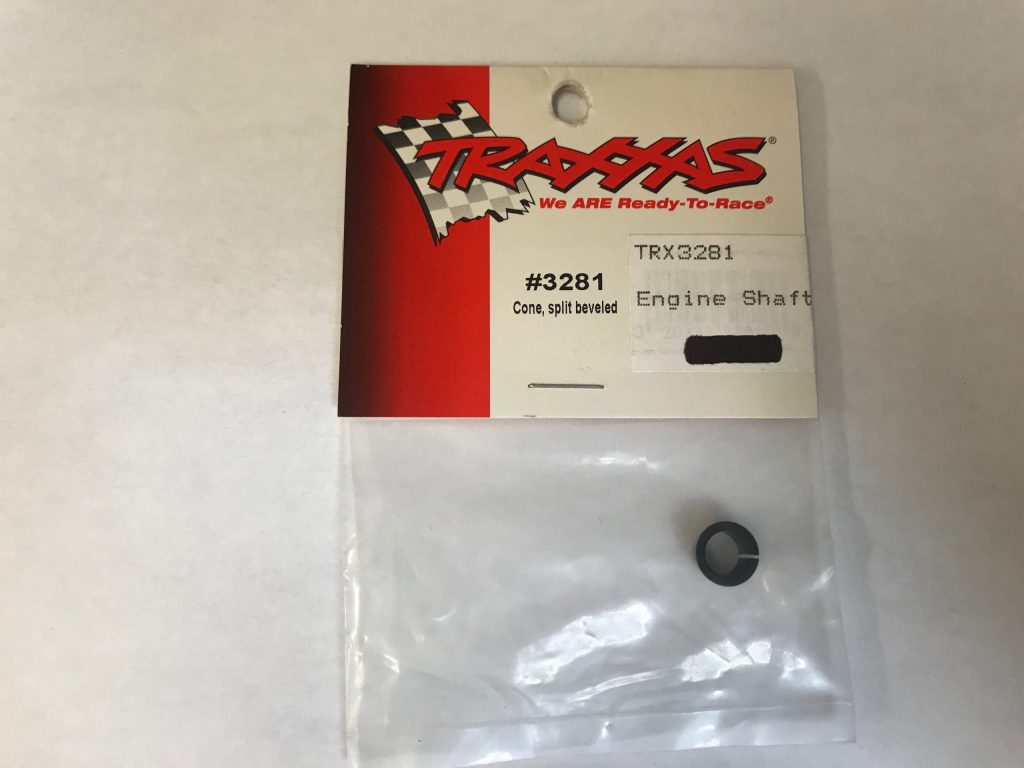 TRAXXAS®
We ARE Ready-To-Race®
#3281
Cone, split beveled
TRX3281
Engine Shaft